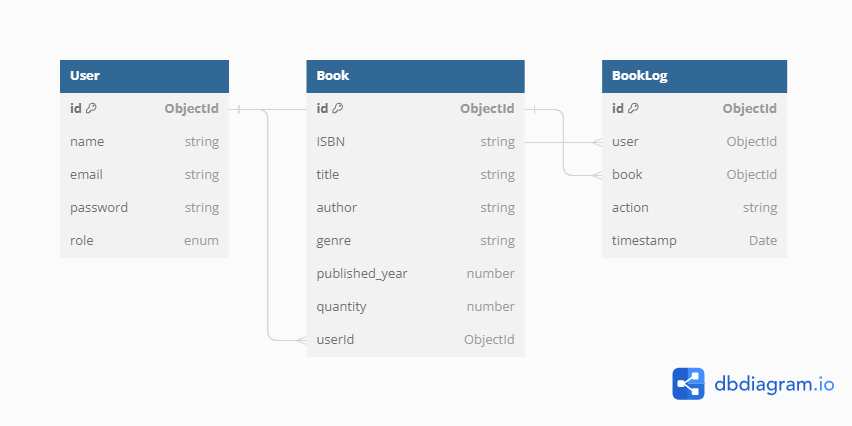 User
id ObjectId
name string
email string
password string
role enum
Book
id ObjectId
ISBN string
title string
author string
genre string
published_year number
quantity number
userId ObjectId
BookLog
id ObjectId
user ObjectId
book ObjectId
action string
timestamp Date
dbdiagram.io